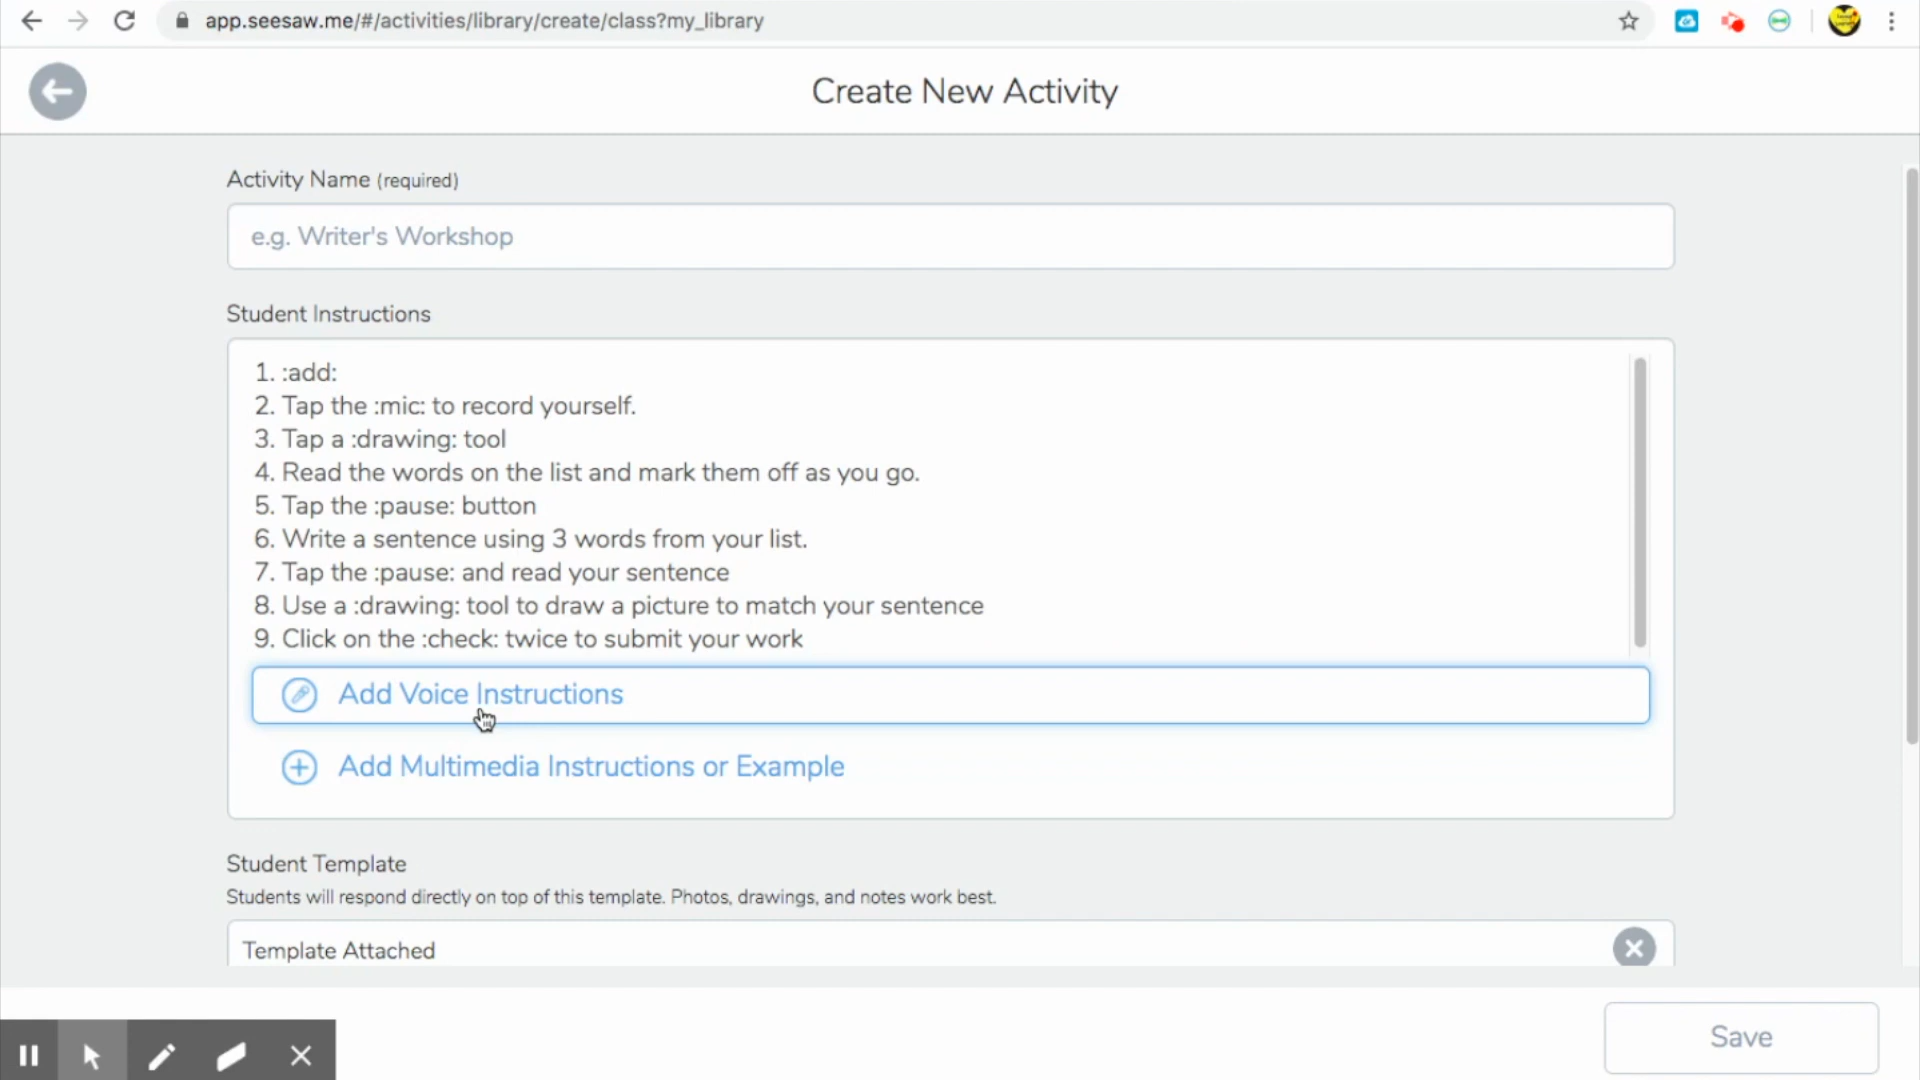 app.seesaw.me/#/activities/library/create/class?my_library
Create New Activity
Activity Name (required)
e.g. Writer's Workshop
Student Instructions
1. :add:
2. Tap the :mic: to record yourself.
3. Tap a :drawing: tool
4. Read the words on the list and mark them off as you go.
5. Tap the :pause: button
6. Write a sentence using 3 words from your list.
7. Tap the :pause: and read your sentence
8. Use a :drawing: tool to draw a picture to match your sentence
9. Click on the :check: twice to submit your work
Add Voice Instructions
Add Multimedia Instructions or Example
Student Template
Students will respond directly on top of this template. Photos, drawings, and notes work best.
Template Attached
Save